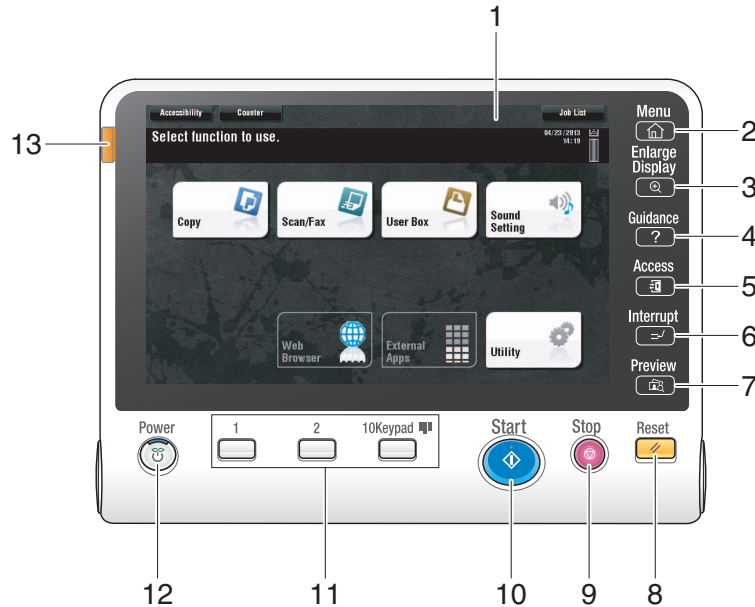 1
Accessibility Counter Job List
Menu
13
Select function to use.
04/23/2013
14:19
2
Enlarge
Display
3
Copy Scan/Fax User Box Sound
Setting
Guidance
?
4
Access
5
Interrupt
6
Web
Browser
External
Apps
Utility
Preview
7
Power 1 2 10Keypad Start Stop Reset
12 11 10 9 8